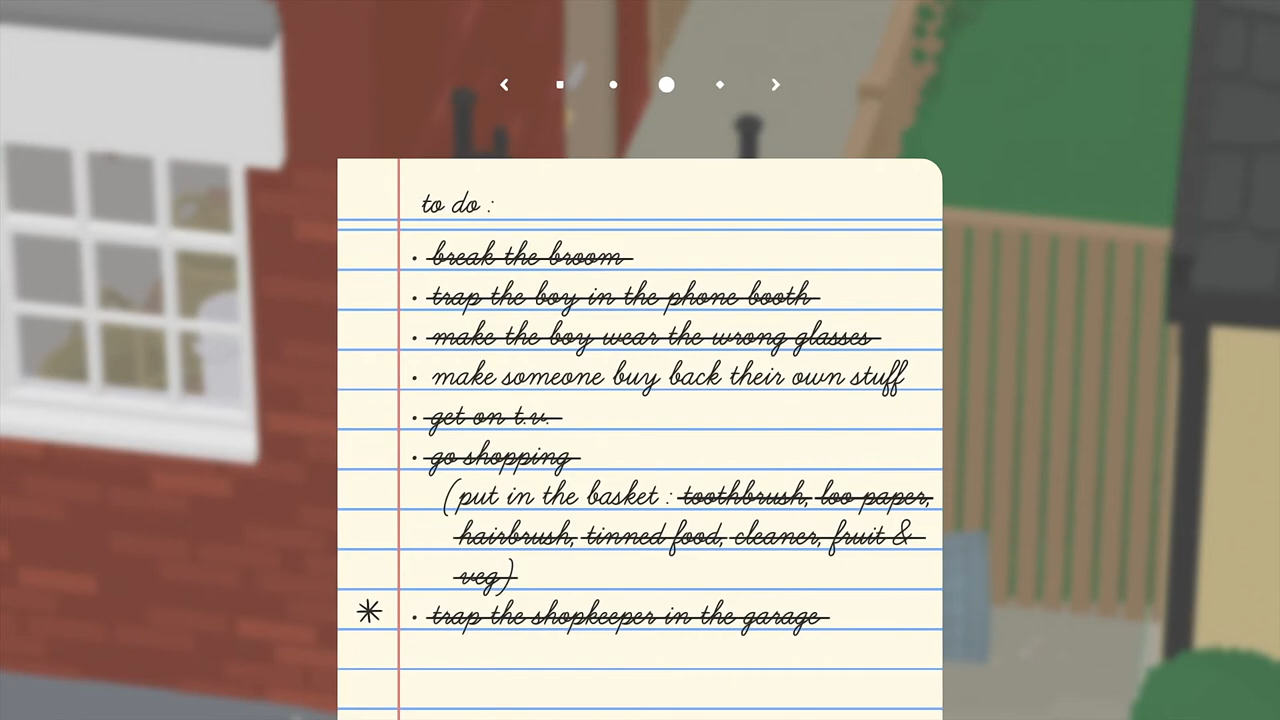 to do :
• break the broom
• trap the boy in the phone booth
• make the boy wear the wrong glasses
• make someone buy back their own stuff
• get on t.v.
• go shopping
(put in the basket : toothbrush, loo paper,
hairbrush, tinned food, cleaner, fruit &
veg)
* • trap the shopkeeper in the garage